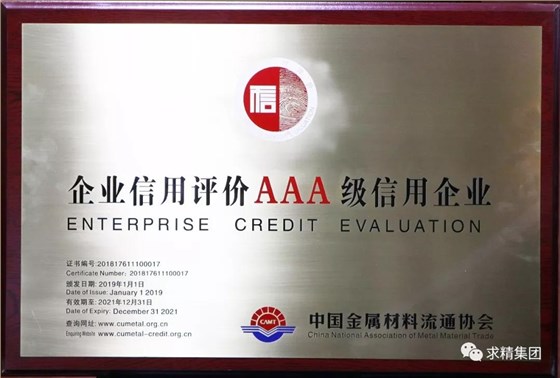 信
企业信用评价AAA级信用企业
ENTERPRISE CREDIT EVALUATION
证书编号:201817611100017
Certificate Number: 201817611100017
颁发日期:2019年1月1日
Date of Issue: January 1 2019
有效期至:2021年12月31日
Date of Expiry: December 31 2021
查询网址:www.cumetal.org.cn
Enquiring Website www.cumetal-credit.org.cn
CAMT
中国金属材料流通协会
China National Association of Metal Material Trade
求精集团